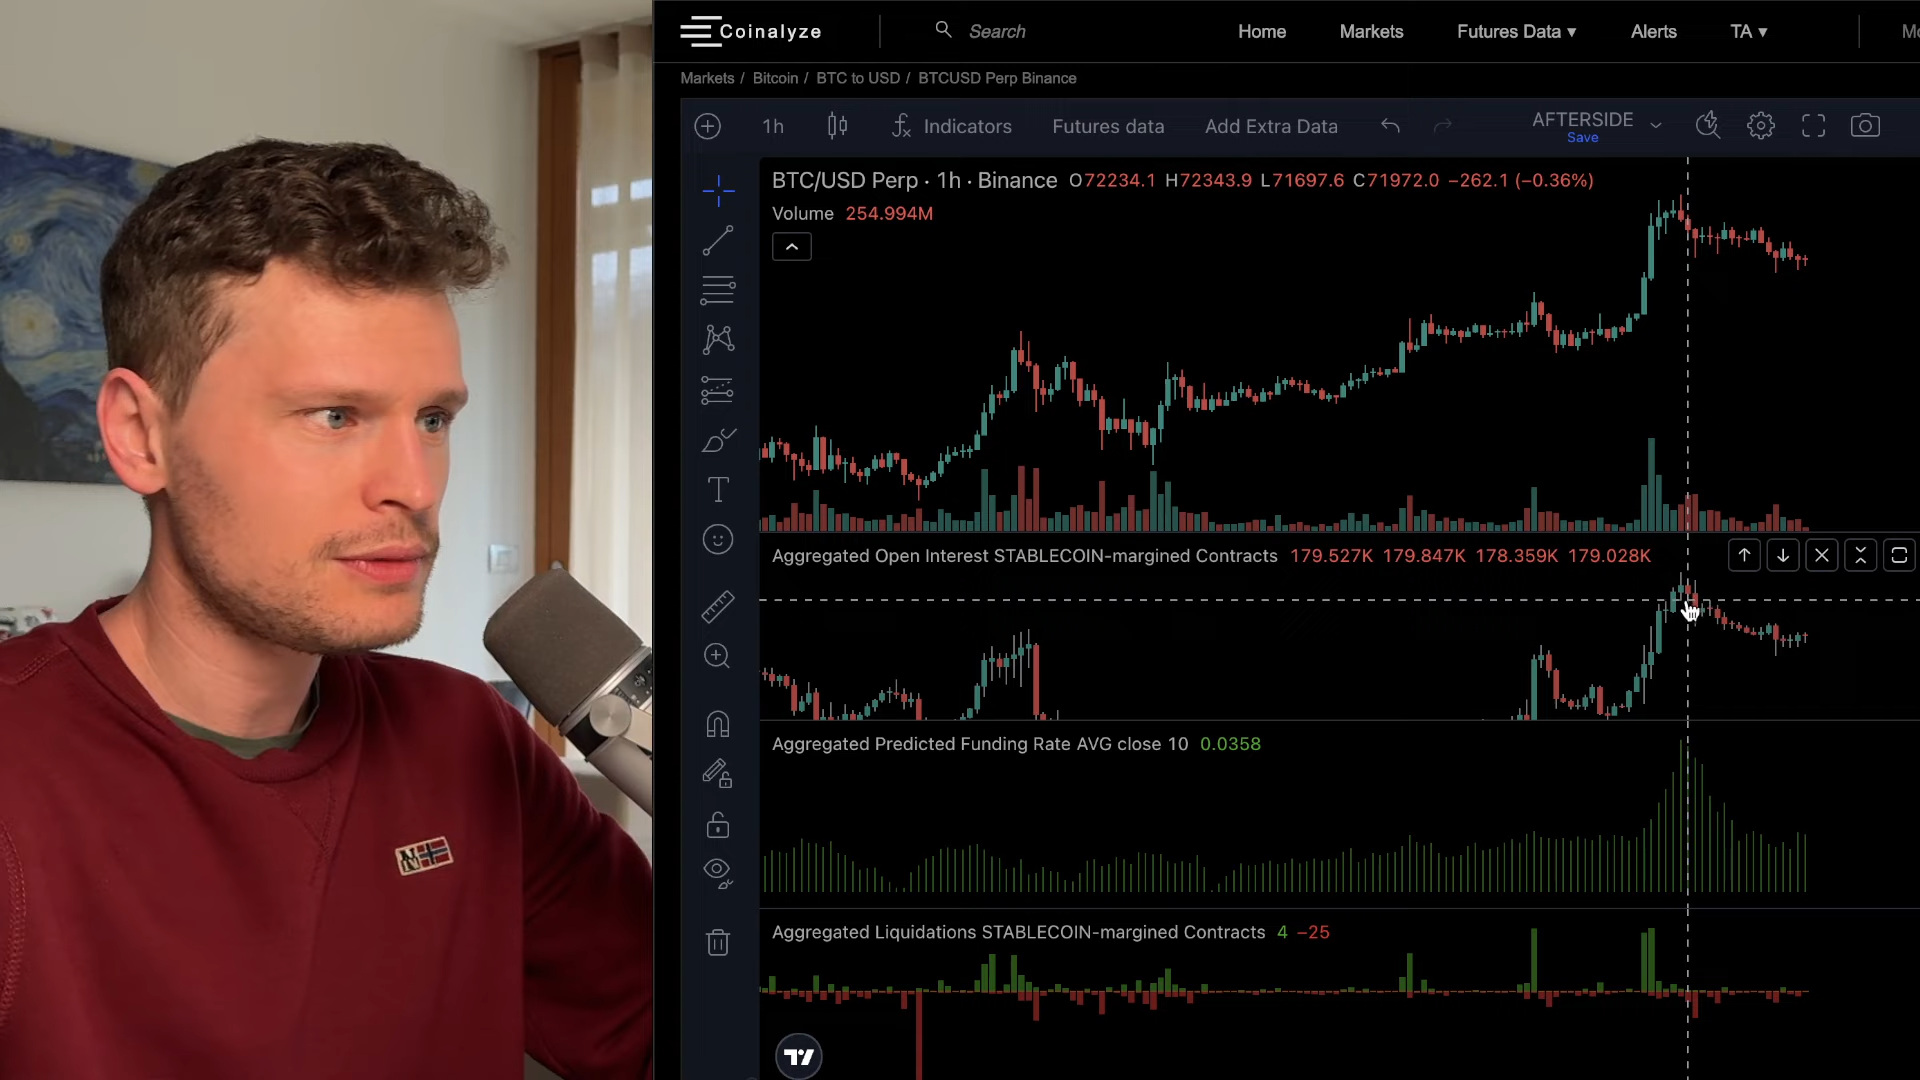 Coinalyze
Search
Home
Markets
Futures Data ▾
Alerts
TA ▾
Markets / Bitcoin / BTC to USD / BTCUSD Perp Binance
1h
Indicators
Futures data
Add Extra Data
AFTERSIDE
Save
BTC/USD Perp · 1h · Binance O72234.1 H72343.9 L71697.6 C71972.0 −262.1 (−0.36%)
Volume 254.994M
Aggregated Open Interest STABLECOIN-margined Contracts 179.527K 179.847K 178.359K 179.028K
Aggregated Predicted Funding Rate AVG close 10 0.0358
Aggregated Liquidations STABLECOIN-margined Contracts 4 −25
N